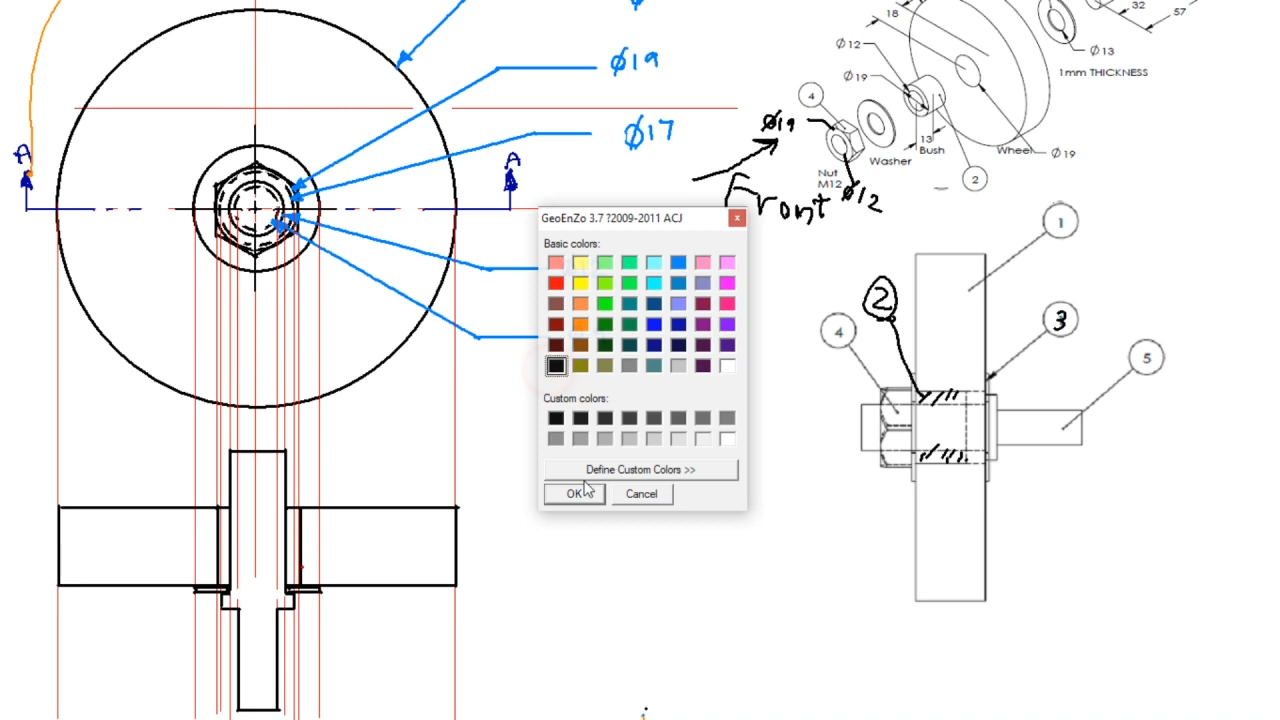 18
32
57
Ø13
1mm THICKNESS
Ø12
Ø19
4
13
Bush
Washer
Wheel
Ø19
2
Nut
M12
Ø19
Ø12
Front
Ø19
Ø17
A
A
GeoEnZo 3.7 ?2009-2011 ACJ
x
Basic colors:
Custom colors:
Define Custom Colors >>
OK
Cancel
1
2
3
4
5